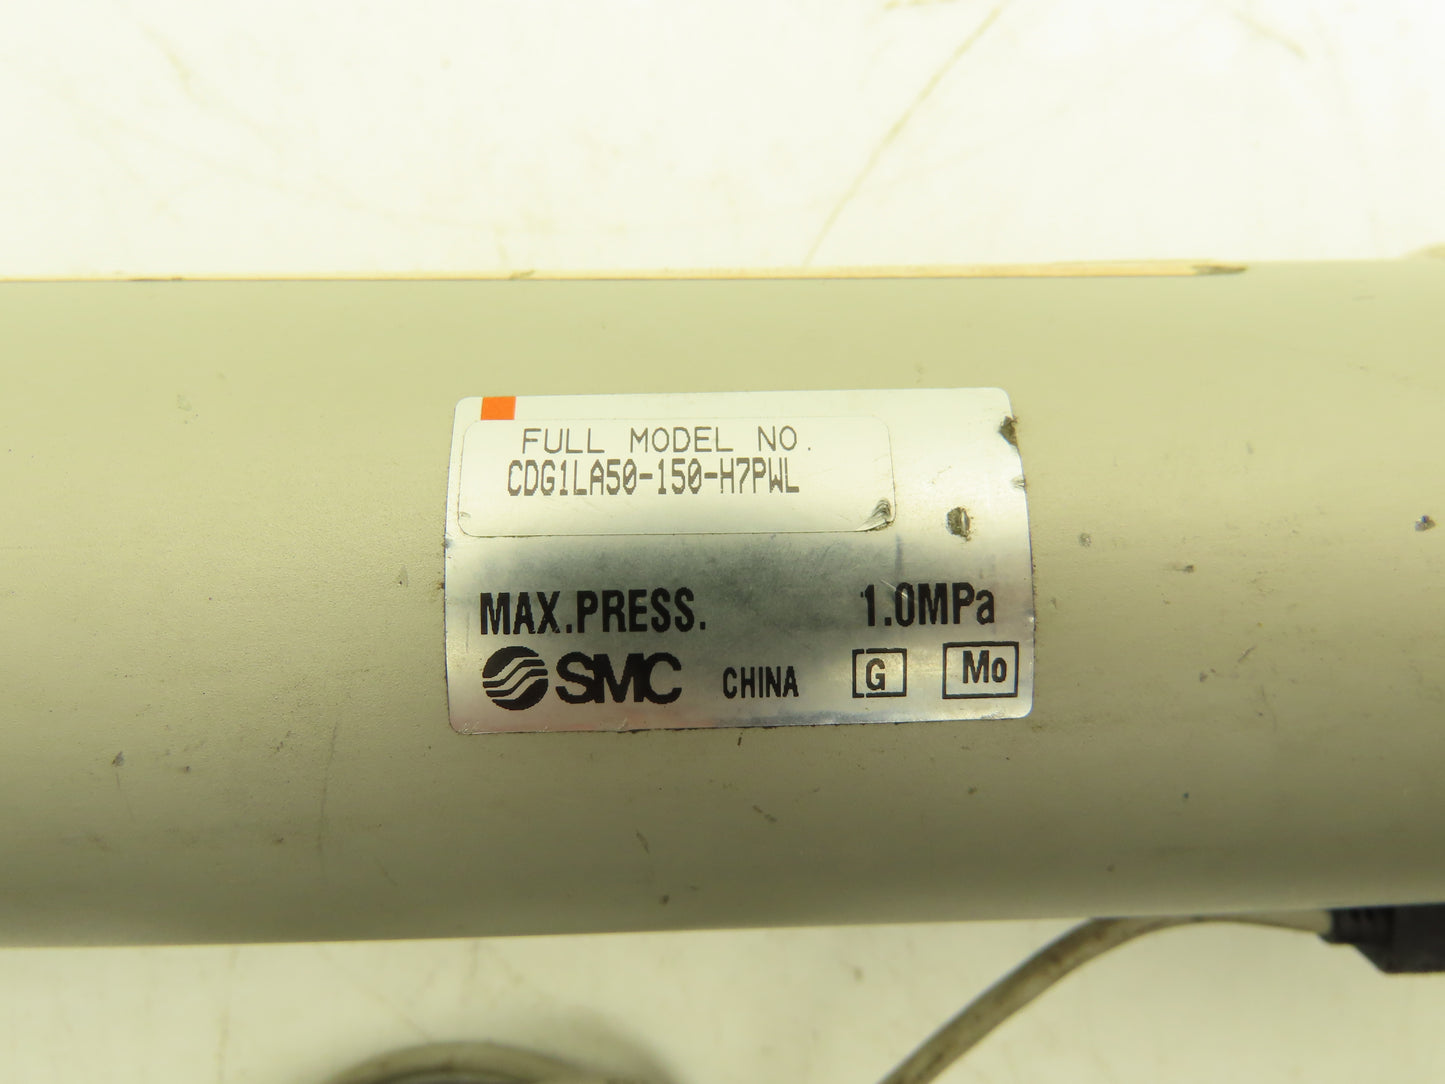 FULL MODEL NO.
CDG1LA50-150-H7PWL
MAX.PRESS. 1.0MPa
SMC CHINA G Mo